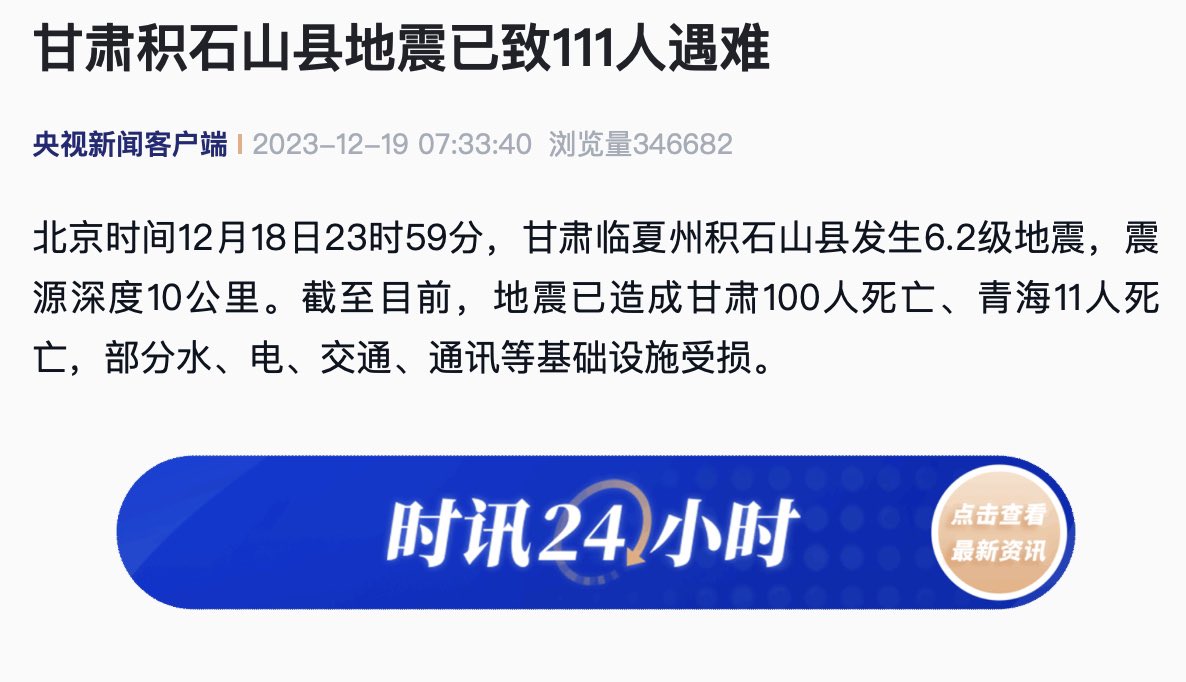 甘肃积石山县地震已致111人遇难
央视新闻客户端 | 2023-12-19 07:33:40 浏览量346682
北京时间12月18日23时59分，甘肃临夏州积石山县发生6.2级地震，震
源深度10公里。截至目前，地震已造成甘肃100人死亡、青海11人死
亡，部分水、电、交通、通讯等基础设施受损。
时讯24小时
点击查看
最新资讯